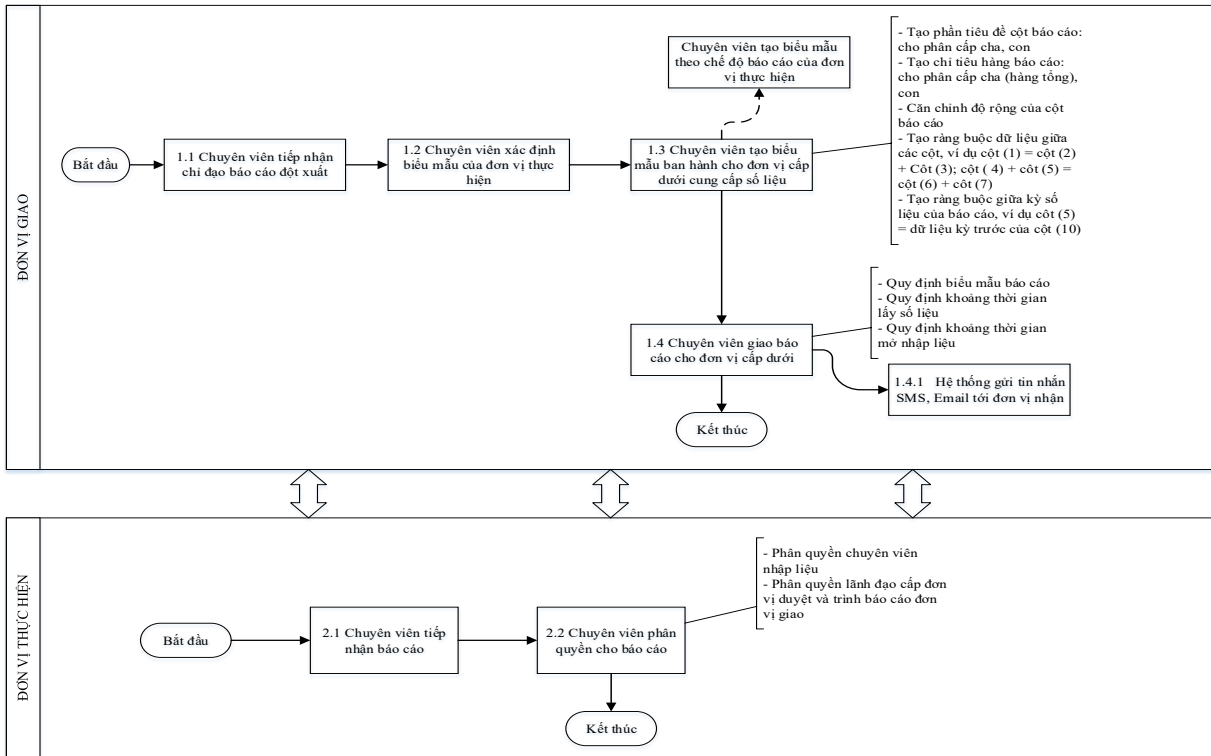 ĐƠN VỊ GIAO
Bắt đầu
1.1 Chuyên viên tiếp nhận
chỉ đạo báo cáo đột xuất
1.2 Chuyên viên xác định
biểu mẫu của đơn vị thực
hiện
Chuyên viên tạo biểu mẫu
theo chế độ báo cáo của đơn
vị thực hiện
1.3 Chuyên viên tạo biểu
mẫu ban hành cho đơn vị cấp
dưới cung cấp số liệu
- Tạo phần tiêu đề cột báo cáo:
cho phân cấp cha, con
- Tạo chỉ tiêu hàng báo cáo:
cho phân cấp cha (hàng tổng),
con
- Căn chỉnh độ rộng của cột
báo cáo
- Tạo ràng buộc dữ liệu giữa
các cột, ví dụ cột (1) = cột (2)
+ Côt (3); cột ( 4) + côt (5) =
cột (6) + côt (7)
- Tạo ràng buộc giữa kỳ số
liệu của báo cáo, ví dụ côt (5)
= dữ liệu kỳ trước của cột (10)
1.4 Chuyên viên giao báo
cáo cho đơn vị cấp dưới
- Quy định biểu mẫu báo cáo
- Quy định khoảng thời gian
lấy số liệu
- Quy định khoảng thời gian
mở nhập liệu
1.4.1 Hệ thống gửi tin nhắn
SMS, Email tới đơn vị nhận
Kết thúc
ĐƠN VỊ THỰC HIỆN
Bắt đầu
2.1 Chuyên viên tiếp
nhận báo cáo
2.2 Chuyên viên phân
quyền cho báo cáo
- Phân quyền chuyên viên
nhập liệu
- Phân quyền lãnh đạo cấp đơn
vị duyệt và trình báo cáo đơn
vị giao
Kết thúc